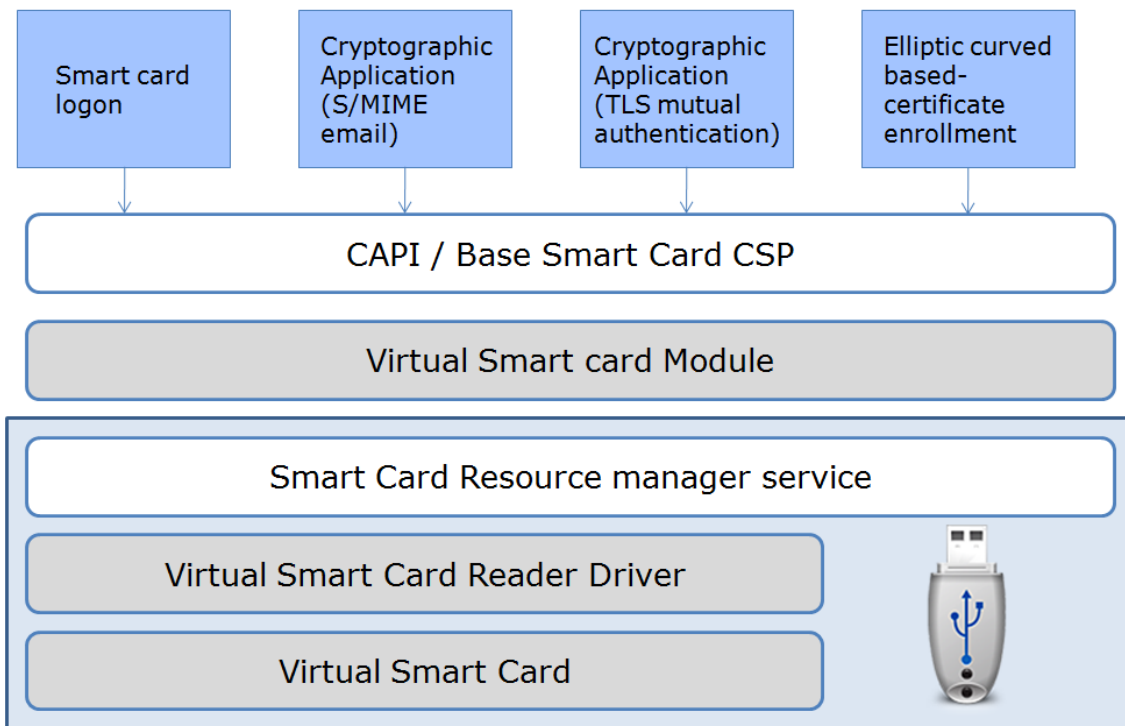 Smart card
logon
Cryptographic
Application
(S/MIME
email)
Cryptographic
Application
(TLS mutual
authentication)
Elliptic curved
based-
certificate
enrollment
CAPI / Base Smart Card CSP
Virtual Smart card Module
Smart Card Resource manager service
Virtual Smart Card Reader Driver
Virtual Smart Card